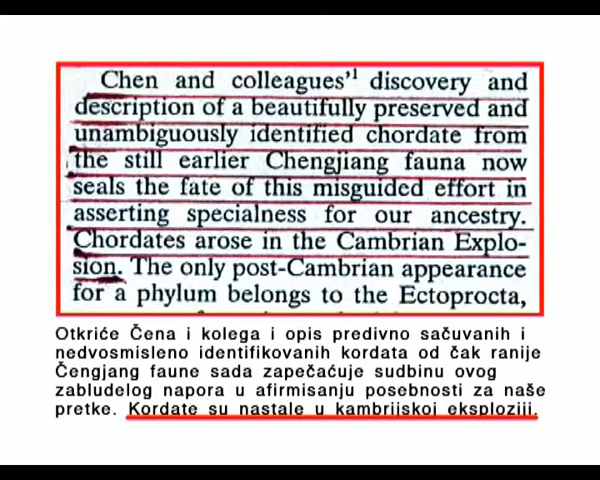 Chen and colleagues'¹ discovery and
description of a beautifully preserved and
unambiguously identified chordate from
the still earlier Chengjiang fauna now
seals the fate of this misguided effort in
asserting specialness for our ancestry.
Chordates arose in the Cambrian Explo-
sion. The only post-Cambrian appearance
for a phylum belongs to the Ectoprocta,
Otkriće Čena i kolega i opis predivno sačuvanih i
nedvosmisleno identifikovanih kordata od čak ranije
Čengjang faune sada zapečaćuje sudbinu ovog
zabludelog napora u afirmisanju posebnosti za naše
pretke. Kordate su nastale u kambrijskoj eksploziji.